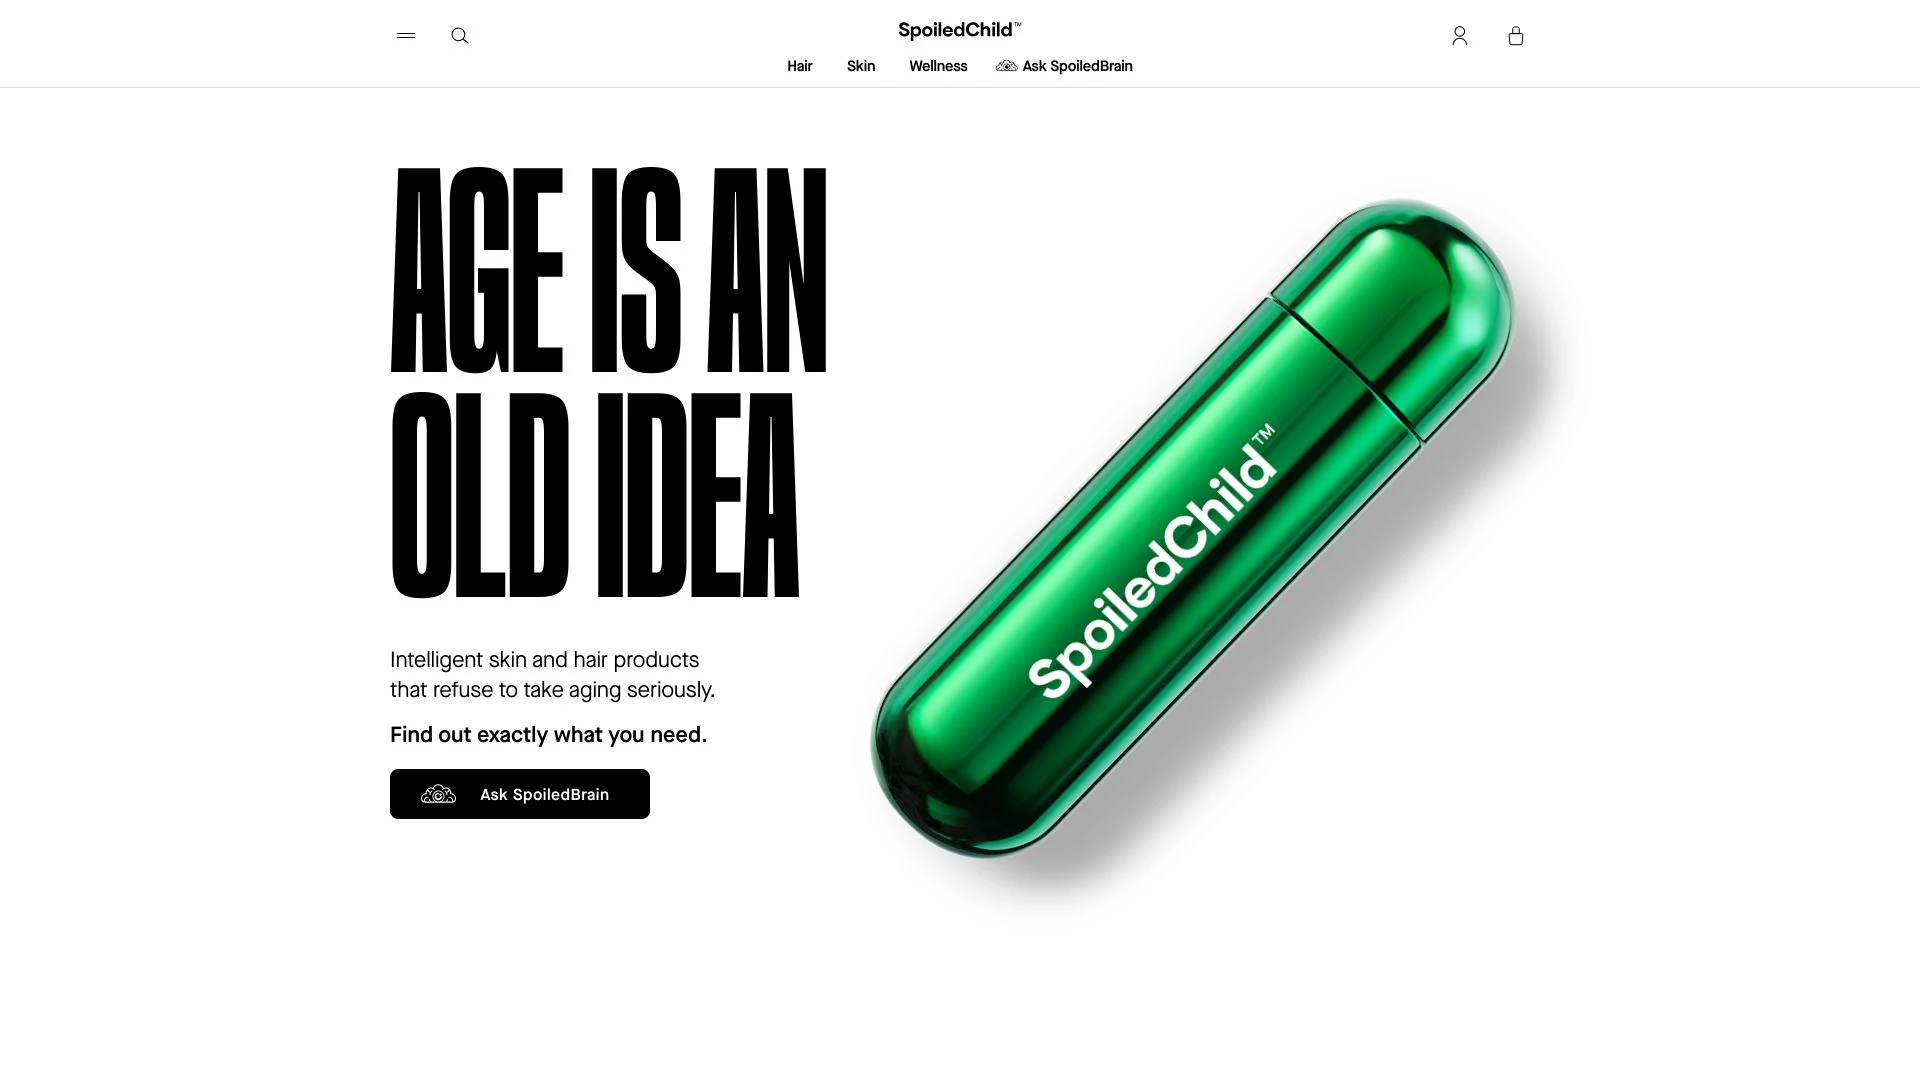 SpoiledChild™
Hair
Skin
Wellness
Ask SpoiledBrain
AGE IS AN
OLD IDEA
Intelligent skin and hair products
that refuse to take aging seriously.
Find out exactly what you need.
Ask SpoiledBrain
SpoiledChild™